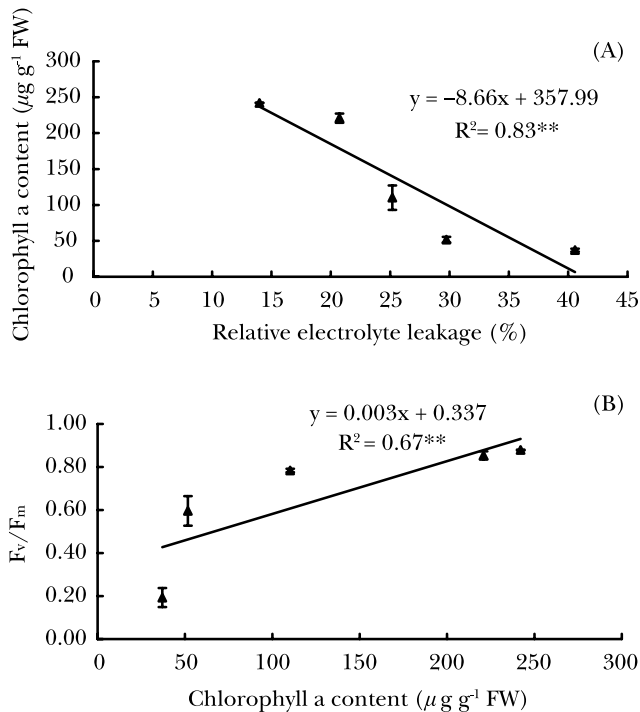 (A)
300
250
200
150
100
50
0
y = –8.66x + 357.99
R²= 0.83**
Chlorophyll a content (µg g⁻¹ FW)
0 5 10 15 20 25 30 35 40 45
Relative electrolyte leakage (%)
(B)
y = 0.003x + 0.337
R² = 0.67**
1.00
0.80
0.60
0.40
0.20
0.00
Fᵥ/Fₘ
0 50 100 150 200 250 300
Chlorophyll a content (µg g⁻¹ FW)